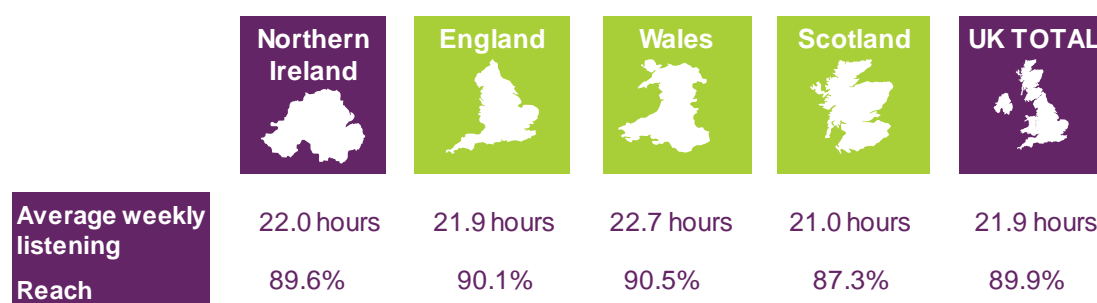 Northern
Ireland
England
Wales
Scotland
UK TOTAL
Average weekly
listening
22.0 hours
21.9 hours
22.7 hours
21.0 hours
21.9 hours
Reach
89.6%
90.1%
90.5%
87.3%
89.9%